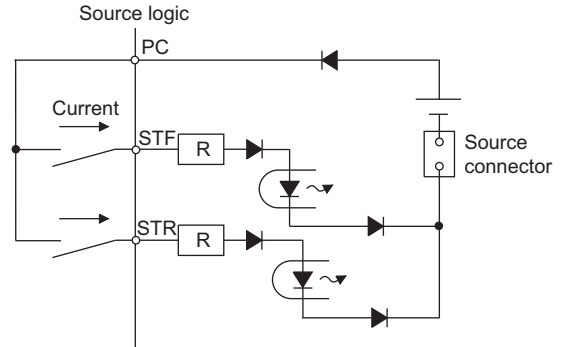 Source logic
PC
Current
STF
R
Source
connector
STR
R